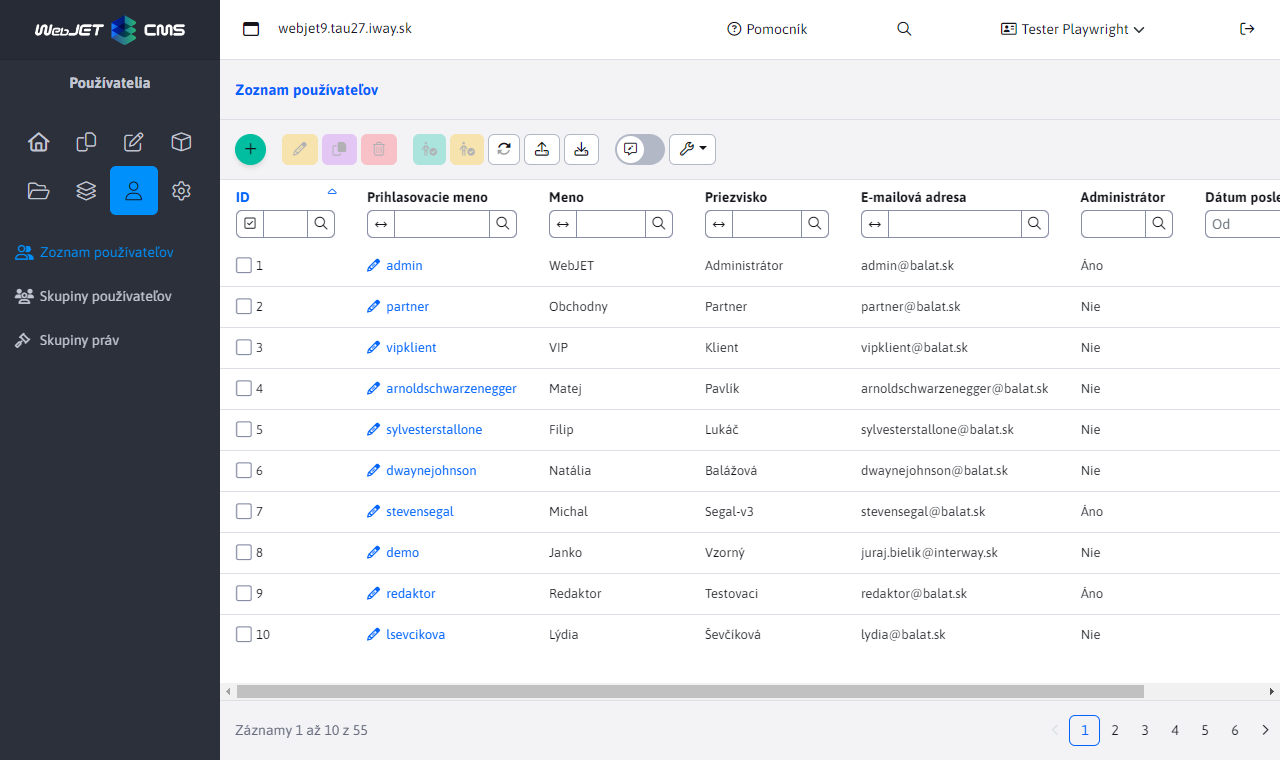 WebJET CMS
webjet9.tau27.iway.sk
Pomocník
Tester Playwright
Používatelia
Zoznam používateľov
Zoznam používateľov
Skupiny používateľov
Skupiny práv
ID Prihlasovacie meno Meno Priezvisko E-mailová adresa Administrátor Dátum posle
Od
1 admin WebJET Administrátor admin@balat.sk Áno
2 partner Obchodny Partner partner@balat.sk Nie
3 vipklient VIP Klient vipklient@balat.sk Nie
4 arnoldschwarzenegger Matej Pavlík arnoldschwarzenegger@balat.sk Nie
5 sylvesterstallone Filip Lukáč sylvesterstallone@balat.sk Nie
6 dwaynejohnson Natália Balážová dwaynejohnson@balat.sk Nie
7 stevensegal Michal Segal-v3 stevensegal@balat.sk Áno
8 demo Janko Vzorný juraj.bielik@interway.sk Nie
9 redaktor Redaktor Testovaci redaktor@balat.sk Áno
10 lsevcikova Lýdia Ševčíková lydia@balat.sk Nie
Záznamy 1 až 10 z 55
1 2 3 4 5 6